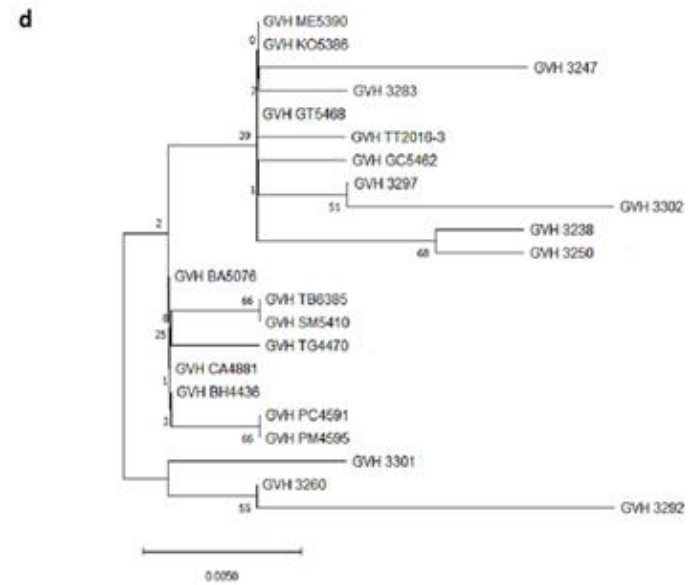 d
GVH ME5390
0
GVH KO5386
GVH 3247
GVH 3283
GVH GT5468
39
GVH TT2016-3
GVH GC5462
GVH 3297
1
51
GVH 3302
GVH 3238
2
68
GVH 3250
GVH BA5076
66
GVH TB6385
GVH SM5410
25
GVH TG4470
GVH CA4881
1
GVH BH4436
GVH PC4591
3
66
GVH PM4595
GVH 3301
GVH 3260
55
GVH 3292
0.0050